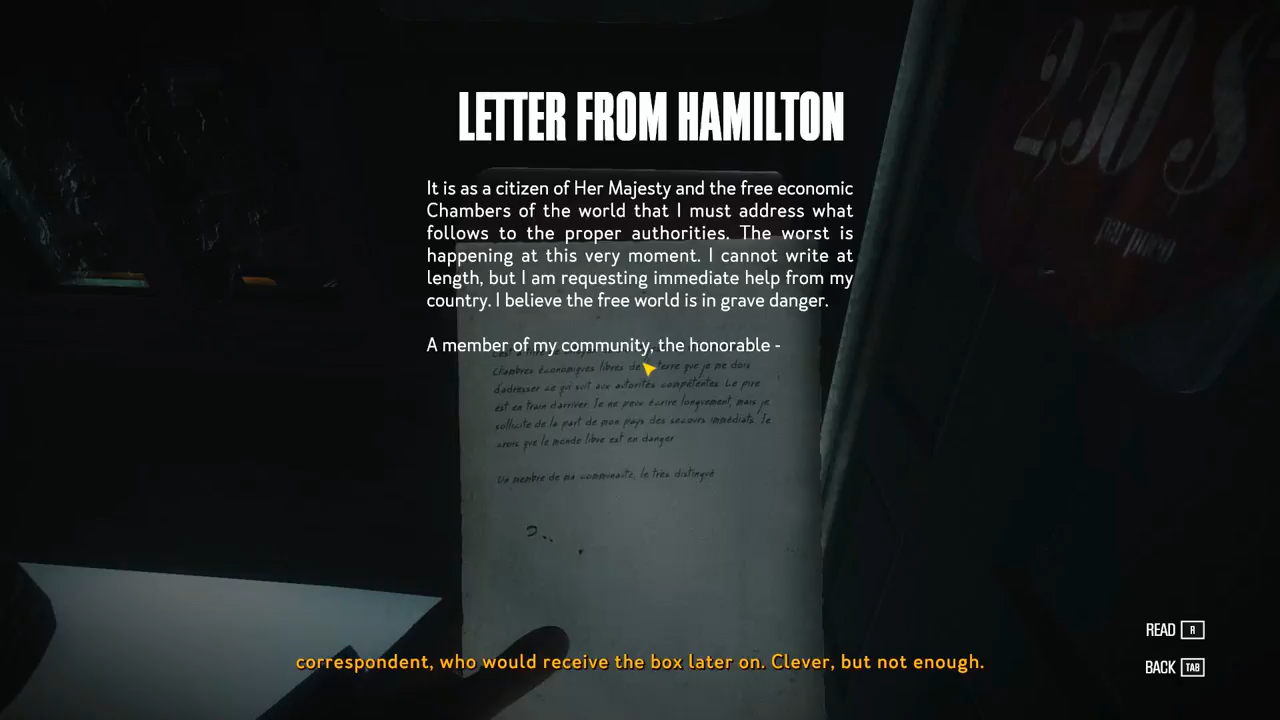 250 $
LETTER FROM HAMILTON
It is as a citizen of Her Majesty and the free economic
Chambers of the world that I must address what
follows to the proper authorities. The worst is
happening at this very moment. I cannot write at
length, but I am requesting immediate help from my
country. I believe the free world is in grave danger.
A member of my community, the honorable -
Chambres économiques libres de terre que je me dois
d'adresser ce qui suit aux autorités compétentes. Le pire
est en train d'arriver. Je ne peux écrire longuement, mais je
sollicite de la part de mon pays des secours immédiats. Je
crois que le monde libre est en danger
Un membre de ma communauté, le très distingué
READ R
correspondent, who would receive the box later on. Clever, but not enough.
BACK TAB